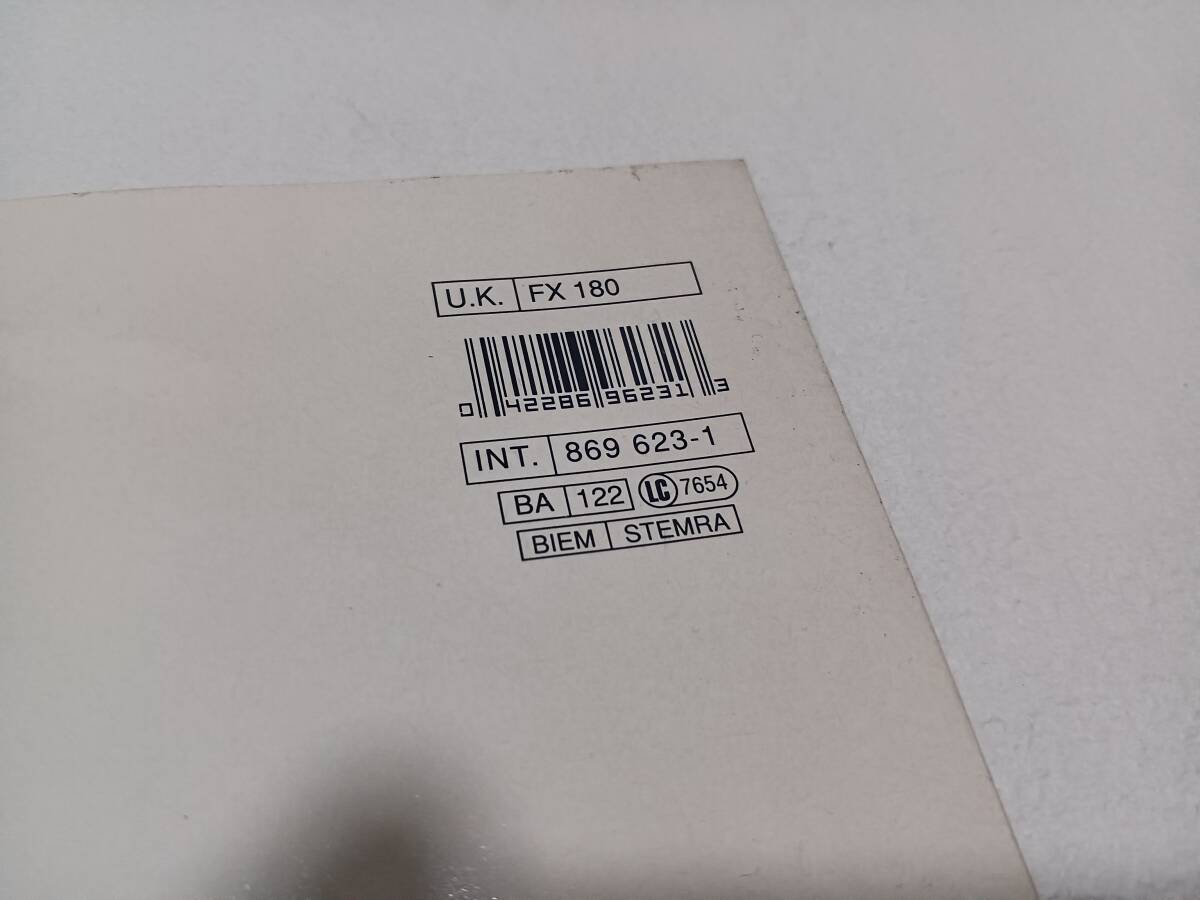 U.K. FX 180
0 42286 96231 3
INT. 869 623-1
BA 122 LC 7654
BIEM STEMRA